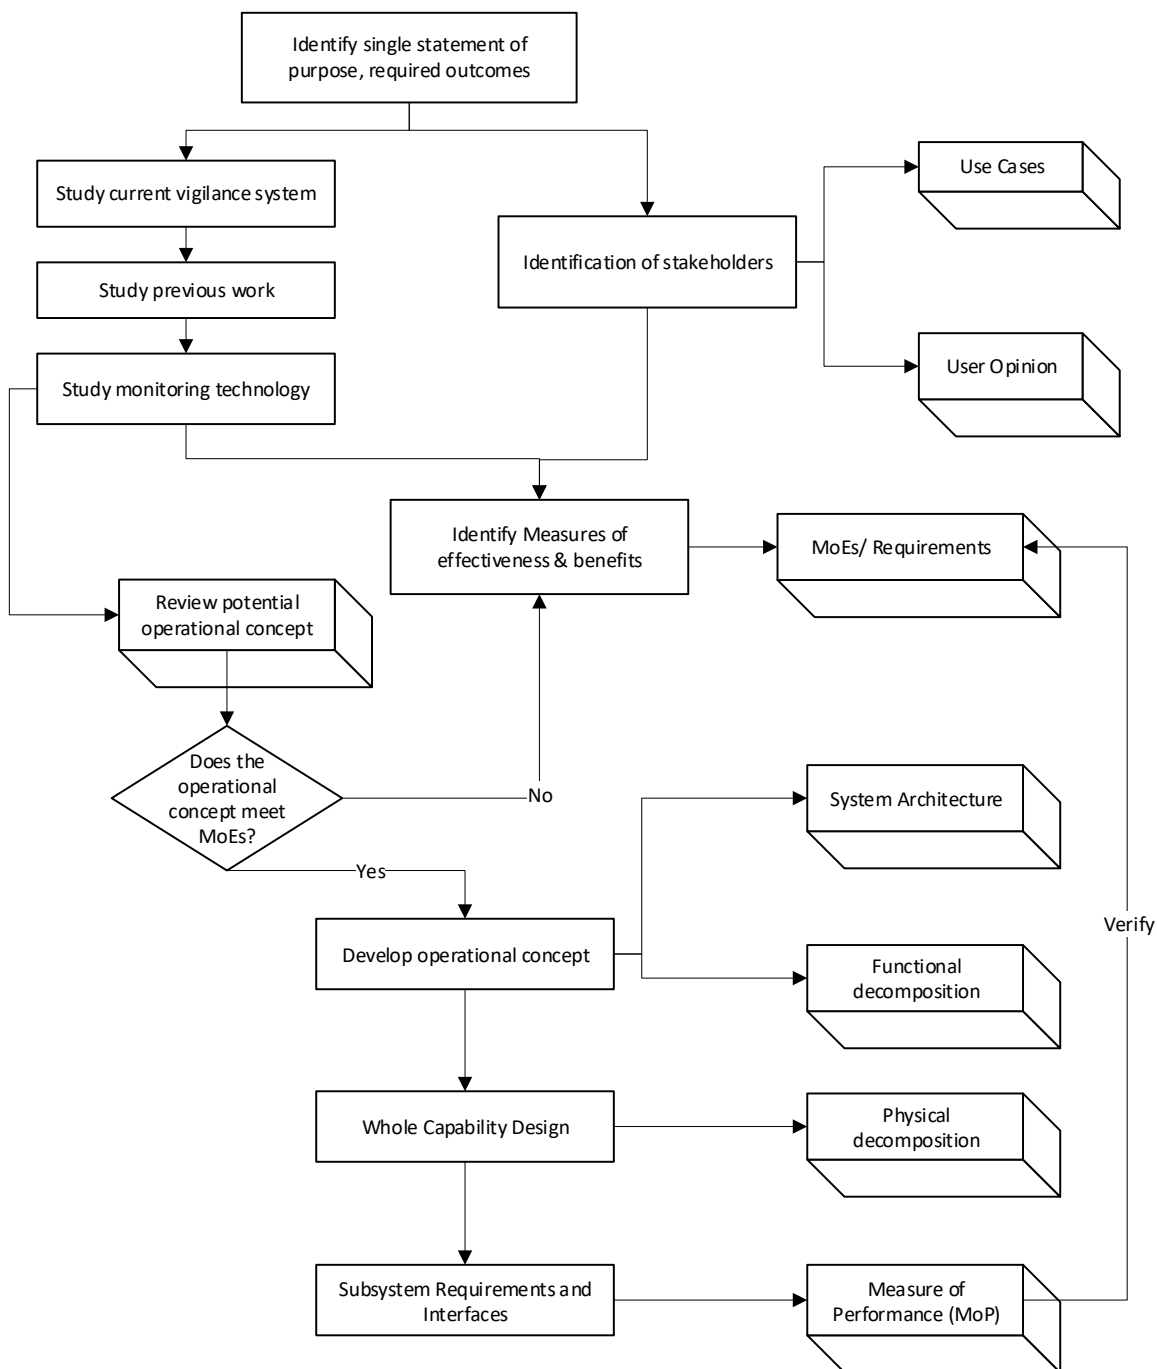 Identify single statement of
purpose, required outcomes
Study current vigilance system
Use Cases
Identification of stakeholders
Study previous work
User Opinion
Study monitoring technology
Identify Measures of
effectiveness & benefits
MoEs/ Requirements
Review potential
operational concept
Does the
operational
concept meet
MoEs?
No
System Architecture
Yes
Verify
Develop operational concept
Functional
decomposition
Whole Capability Design
Physical
decomposition
Subsystem Requirements and
Interfaces
Measure of
Performance (MoP)